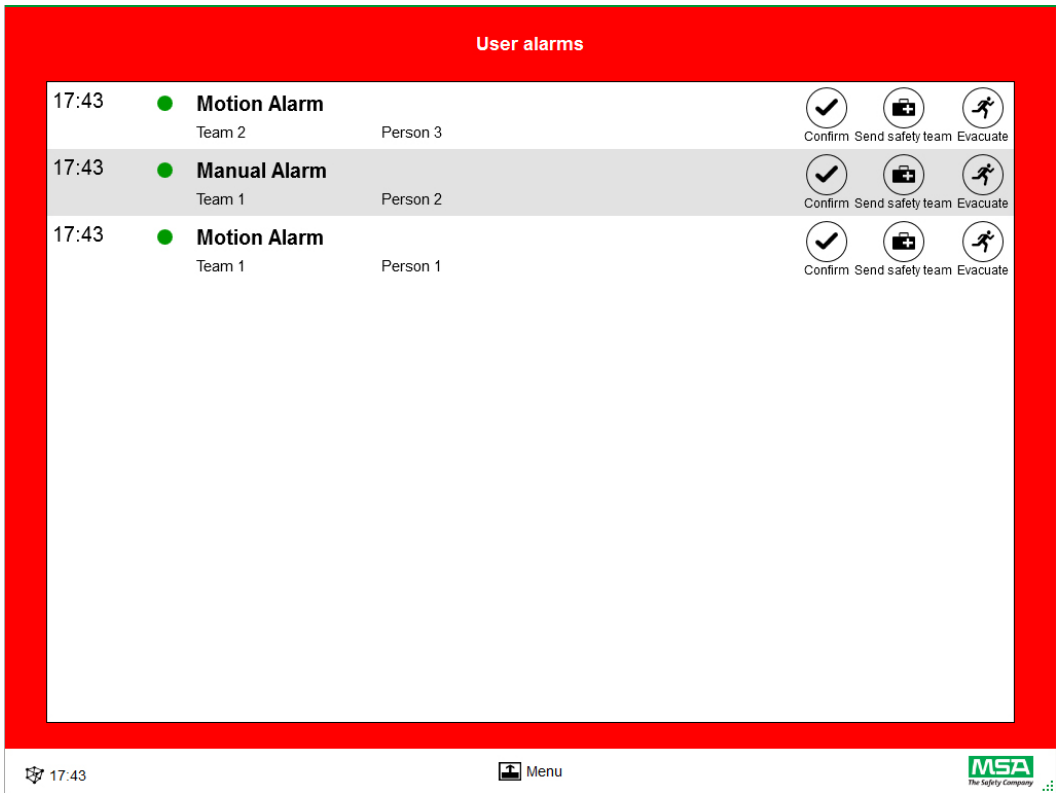 User alarms
17:43 Motion Alarm
Team 2 Person 3
Confirm Send safety team Evacuate
17:43 Manual Alarm
Team 1 Person 2
Confirm Send safety team Evacuate
17:43 Motion Alarm
Team 1 Person 1
Confirm Send safety team Evacuate
17:43 Menu MSA
The Safety Company